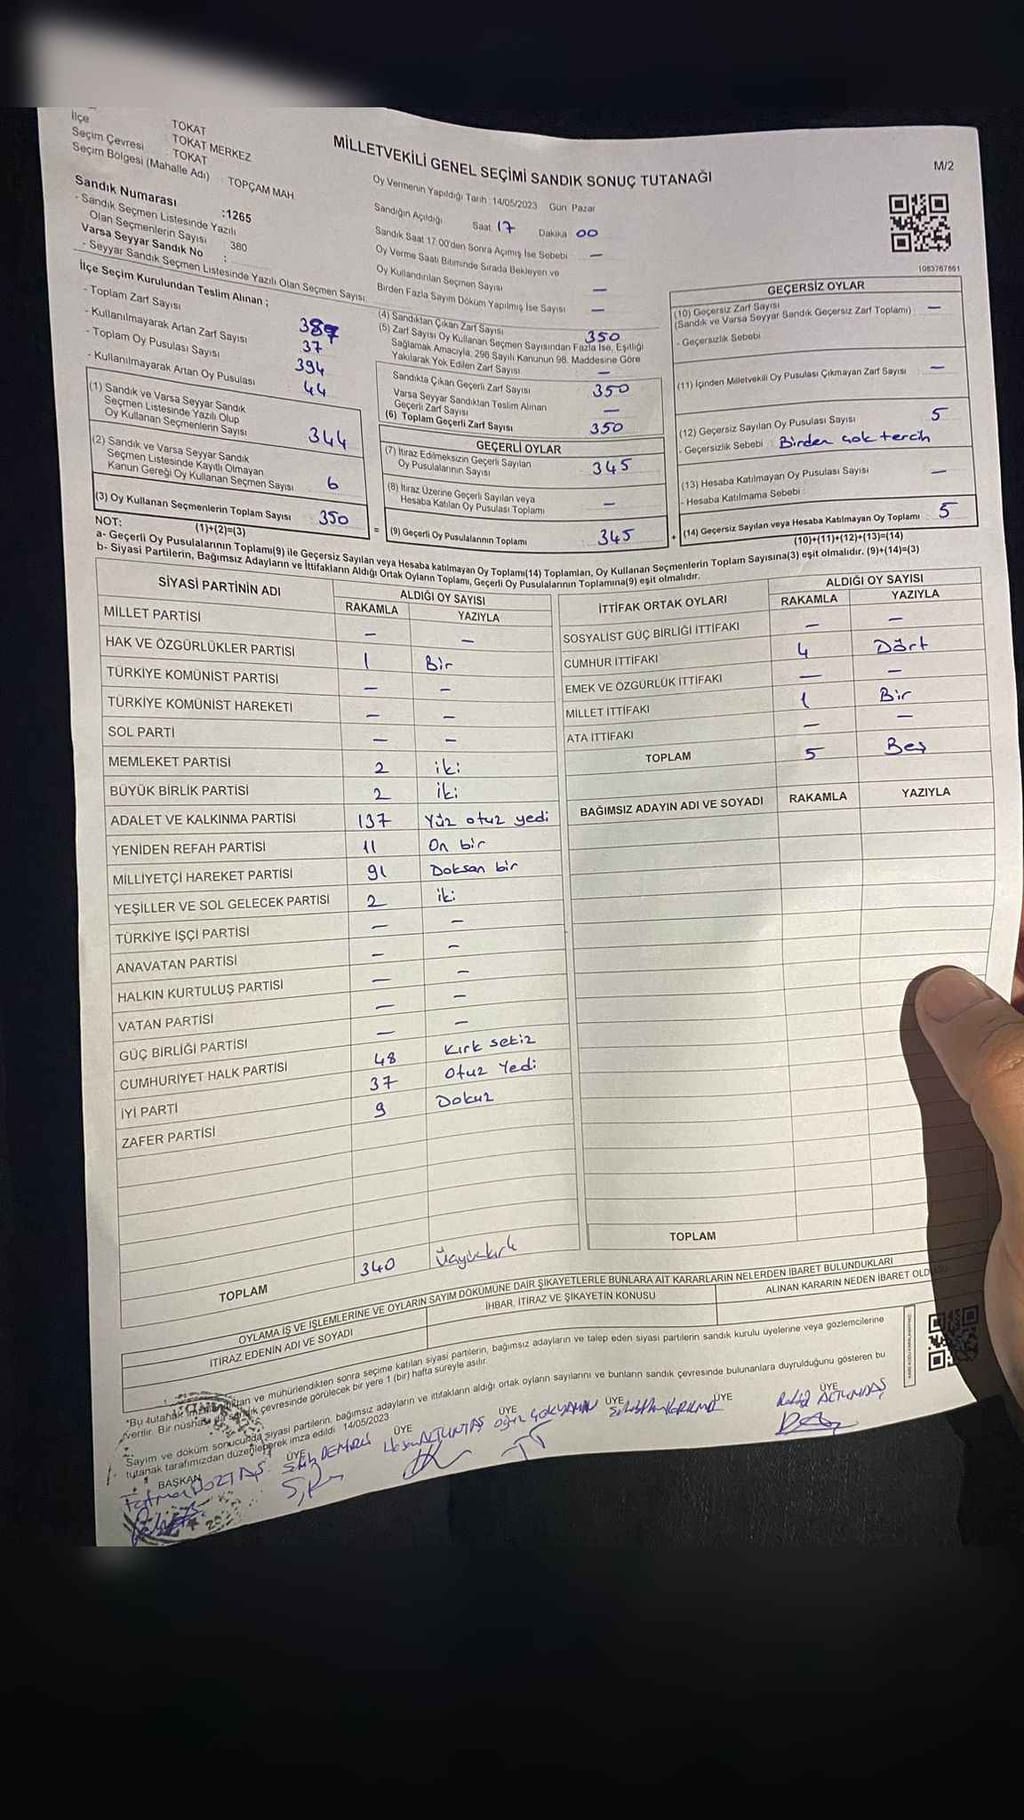 İlçe
TOKAT
Seçim Çevresi
TOKAT MERKEZ
Seçim Bölgesi (Mahalle Adı)
TOKAT
TOPÇAM MAH
MİLLETVEKİLİ GENEL SEÇİMİ SANDIK SONUÇ TUTANAĞI
M/2
Sandık Numarası :1265
- Sandık Seçmen Listesinde Yazılı
Olan Seçmenlerin Sayısı 380
Varsa Seyyar Sandık No :
- Seyyar Sandık Seçmen Listesinde Yazılı Olan Seçmen Sayısı
Oy Vermenin Yapıldığı Tarih :14/05/2023 Gün Pazar
Sandığın Açıldığı Saat 17 Dakika 00
Sandık Saat 17.00'den Sonra Açımış İse Sebebi —
Oy Verme Saati Bitiminde Sırada Bekleyen ve
Oy Kullandırılan Seçmen Sayısı —
Birden Fazla Sayım Döküm Yapılmış İse Sayısı —
1083767661
İlçe Seçim Kurulundan Teslim Alınan ;
- Toplam Zarf Sayısı 387
- Kullanılmayarak Artan Zarf Sayısı 37
- Toplam Oy Pusulası Sayısı 394
- Kullanılmayarak Artan Oy Pusulası 44
(1) Sandık ve Varsa Seyyar Sandık
Seçmen Listesinde Yazılı Olup
Oy Kullanan Seçmenlerin Sayısı 344
(2) Sandık ve Varsa Seyyar Sandık
Seçmen Listesinde Kayıtlı Olmayan
Kanun Gereği Oy Kullanan Seçmen Sayısı 6
(3) Oy Kullanan Seçmenlerin Toplam Sayısı 350
(1)+(2)=(3)
(4) Sandıktan Çıkan Zarf Sayısı 350
(5) Zarf Sayısı Oy Kullanan Seçmen Sayısından Fazla İse, Eşitliği
Sağlamak Amacıyla, 298 Sayılı Kanunun 98. Maddesine Göre
Yakılarak Yok Edilen Zarf Sayısı —
Sandıkta Çıkan Geçerli Zarf Sayısı 350
Varsa Seyyar Sandıktan Teslim Alınan
Geçerli Zarf Sayısı —
(6) Toplam Geçerli Zarf Sayısı 350
GEÇERLİ OYLAR
(7) İtiraz Edilmeksizin Geçerli Sayılan
Oy Pusulalarının Sayısı 345
(8) İtiraz Üzerine Geçerli Sayılan veya
Hesaba Katılan Oy Pusulası Toplamı —
= (9) Geçerli Oy Pusulalarının Toplamı 345
GEÇERSİZ OYLAR
(10) Geçersiz Zarf Sayısı
(Sandık ve Varsa Seyyar Sandık Geçersiz Zarf Toplamı) —
- Geçersizlik Sebebi
(11) İçinden Milletvekili Oy Pusulası Çıkmayan Zarf Sayısı —
(12) Geçersiz Sayılan Oy Pusulası Sayısı 5
- Geçersizlik Sebebi : Birden çok tercih
(13) Hesaba Katılmayan Oy Pusulası Sayısı —
- Hesaba Katılmama Sebebi :
+ (14) Geçersiz Sayılan veya Hesaba Katılmayan Oy Toplamı 5
(10)+(11)+(12)+(13)=(14)
NOT:
a- Geçerli Oy Pusulalarının Toplamı(9) ile Geçersiz Sayılan veya Hesaba katılmayan Oy Toplamı(14) Toplamları, Oy Kullanan Seçmenlerin Toplam Sayısına(3) eşit olmalıdır. (9)+(14)=(3)
b- Siyasi Partilerin, Bağımsız Adayların ve İttifakların Aldığı Ortak Oyların Toplamı, Geçerli Oy Pusulalarının Toplamına(9) eşit olmalıdır.
SİYASİ PARTİNİN ADI ALDIĞI OY SAYISI
RAKAMLA YAZIYLA
MİLLET PARTİSİ — —
HAK VE ÖZGÜRLÜKLER PARTİSİ 1 Bir
TÜRKİYE KOMÜNİST PARTİSİ — —
TÜRKİYE KOMÜNİST HAREKETİ — —
SOL PARTİ — —
MEMLEKET PARTİSİ 2 iki
BÜYÜK BİRLİK PARTİSİ 2 iki
ADALET VE KALKINMA PARTİSİ 137 Yüz otuz yedi
YENİDEN REFAH PARTİSİ 11 On bir
MİLLİYETÇİ HAREKET PARTİSİ 91 Doksan bir
YEŞİLLER VE SOL GELECEK PARTİSİ 2 iki
TÜRKİYE İŞÇİ PARTİSİ — —
ANAVATAN PARTİSİ — —
HALKIN KURTULUŞ PARTİSİ — —
VATAN PARTİSİ — —
GÜÇ BİRLİĞİ PARTİSİ — —
CUMHURİYET HALK PARTİSİ 48 Kırk sekiz
İYİ PARTİ 37 Otuz Yedi
ZAFER PARTİSİ 9 Dokuz
TOPLAM 340 Üçyüzkırk
İTTİFAK ORTAK OYLARI ALDIĞI OY SAYISI
RAKAMLA YAZIYLA
SOSYALİST GÜÇ BİRLİĞİ İTTİFAKI — —
CUMHUR İTTİFAKI 4 Dört
EMEK VE ÖZGÜRLÜK İTTİFAKI — —
MİLLET İTTİFAKI 1 Bir
ATA İTTİFAKI — —
TOPLAM 5 Beş
BAĞIMSIZ ADAYIN ADI VE SOYADI RAKAMLA YAZIYLA
TOPLAM
OYLAMA İŞ VE İŞLEMLERİNE VE OYLARIN SAYIM DÖKÜMÜNE DAİR ŞİKAYETLERLE BUNLARA AİT KARARLARIN NELERDEN İBARET BULUNDUKLARI
İTİRAZ EDENİN ADI VE SOYADI İHBAR, İTİRAZ VE ŞİKAYETİN KONUSU ALINAN KARARIN NEDEN İBARET
*Bu tutanak ve mühürlendikten sonra seçime katılan siyasi partilerin, bağımsız adayların ve talep eden siyasi partilerin sandık kurulu üyelerine veya gözlemcilerine
verilir. Bir nüshası çevresinde görülecek bir yere 1 (bir) hafta süreyle asılır.
Sayım ve döküm sonucunda siyasi partilerin, bağımsız adayların ve ittifakların aldığı ortak oyların sayılarını ve bunların sandık çevresinde bulunanlara duyrulduğunu gösteren bu
tutanak tarafımızdan düzenlenerek imza edildi. 14/05/2023
BAŞKAN ÜYE ÜYE ÜYE ÜYE ÜYE ÜYE